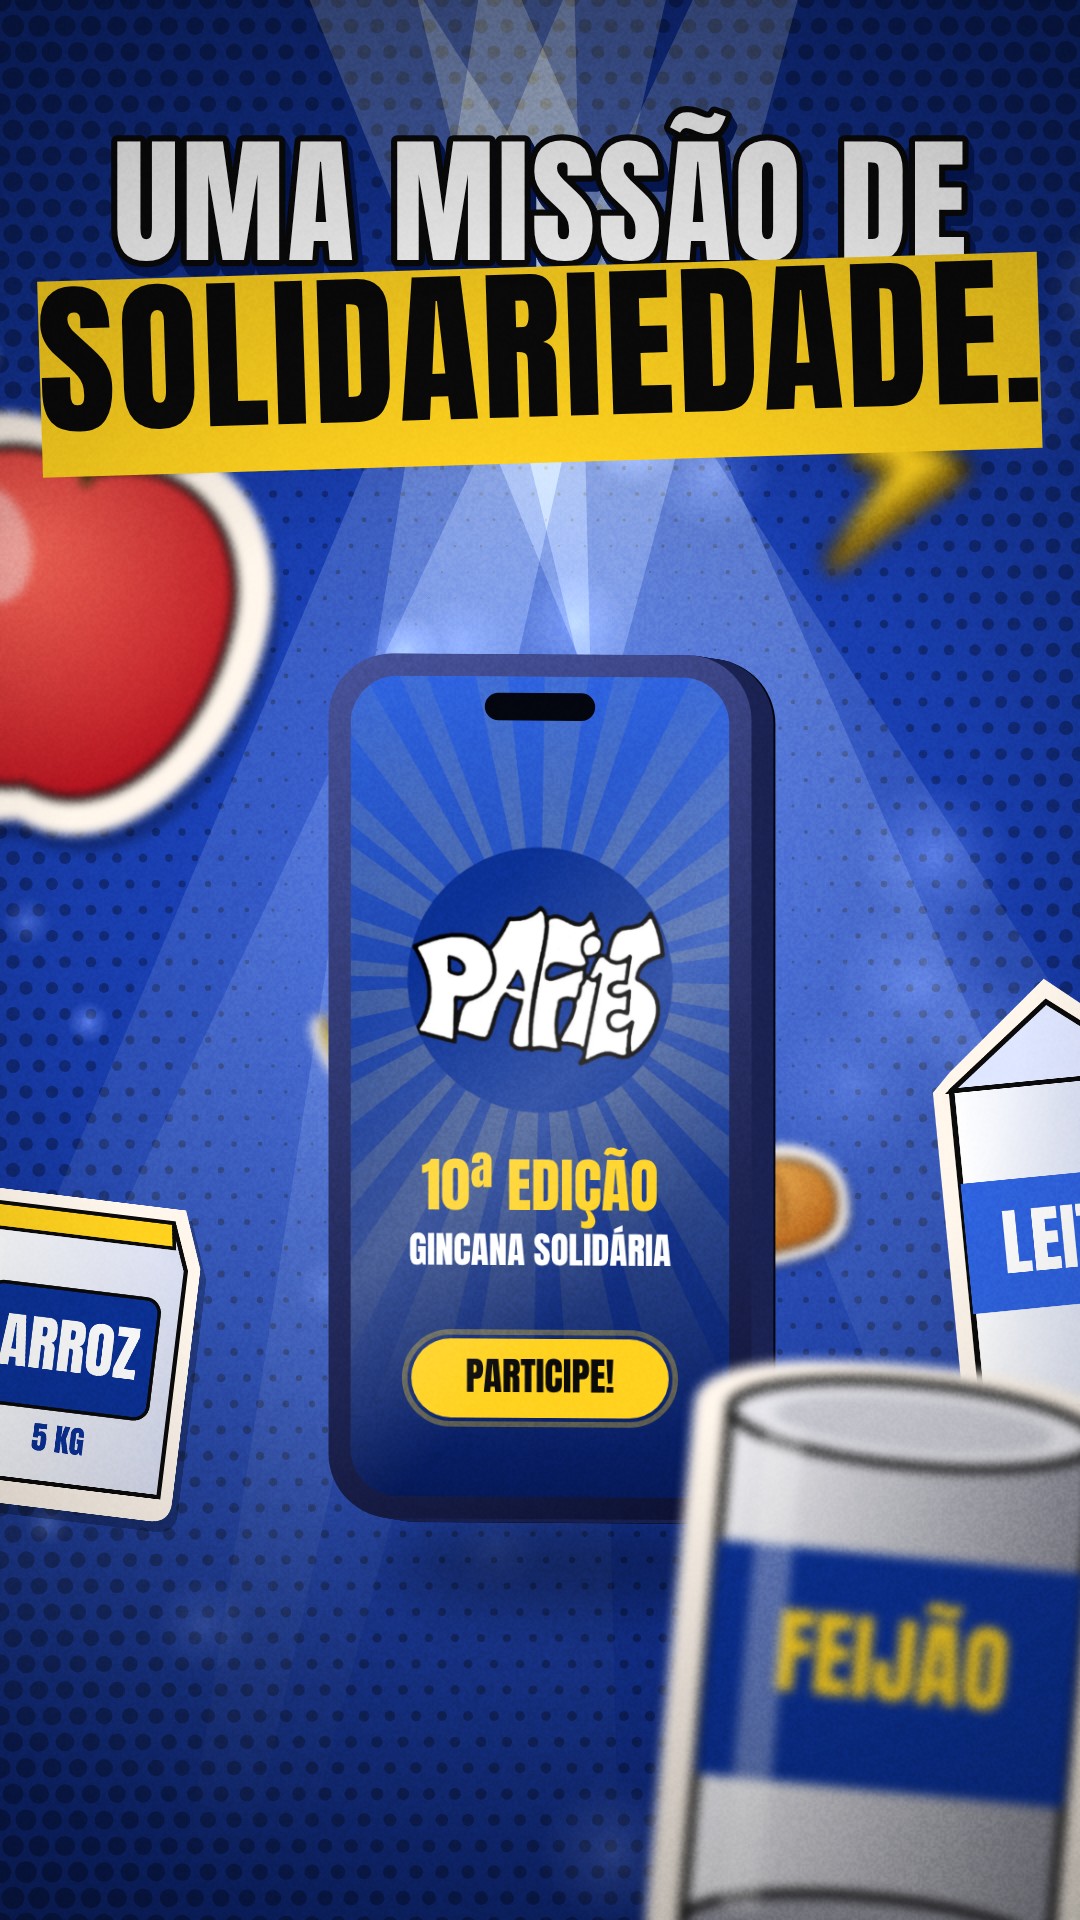 UMA MISSÃO DE
SOLIDARIEDADE.
PAFIES
10ª EDIÇÃO
GINCANA SOLIDÁRIA
PARTICIPE!
ARROZ
5 KG
FEIJÃO